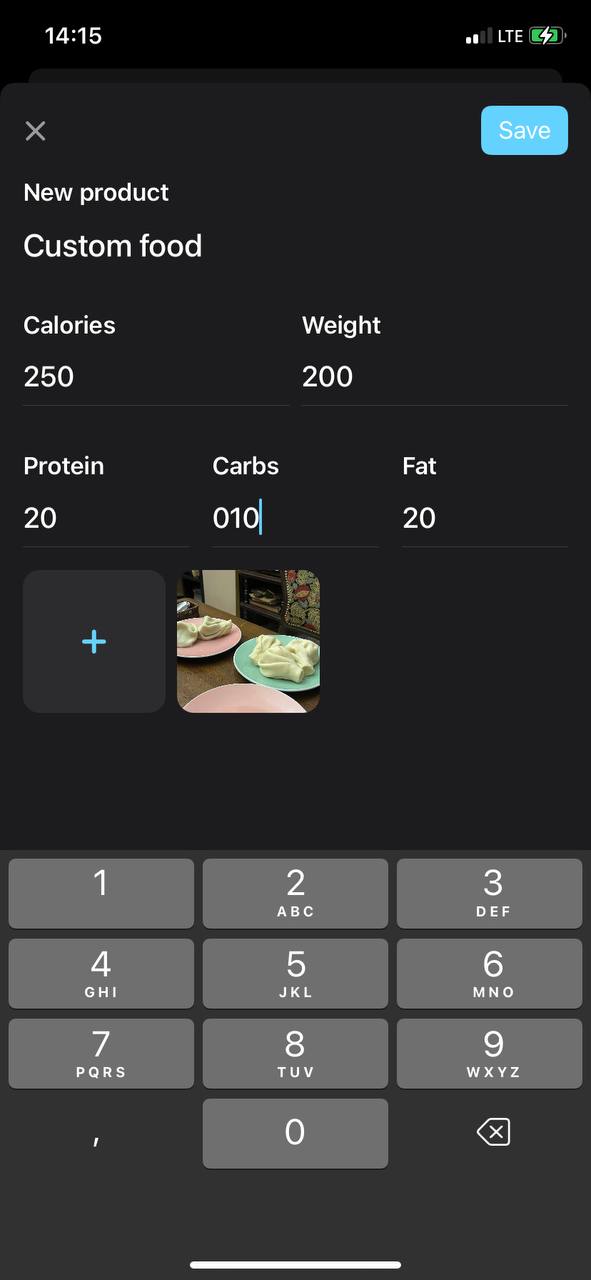 14:15 LTE
Save
New product
Custom food
Calories Weight
250 200
Protein Carbs Fat
20 010 20
+
1 2 3
ABC DEF
4 5 6
GHI JKL MNO
7 8 9
PQRS TUV WXYZ
, 0